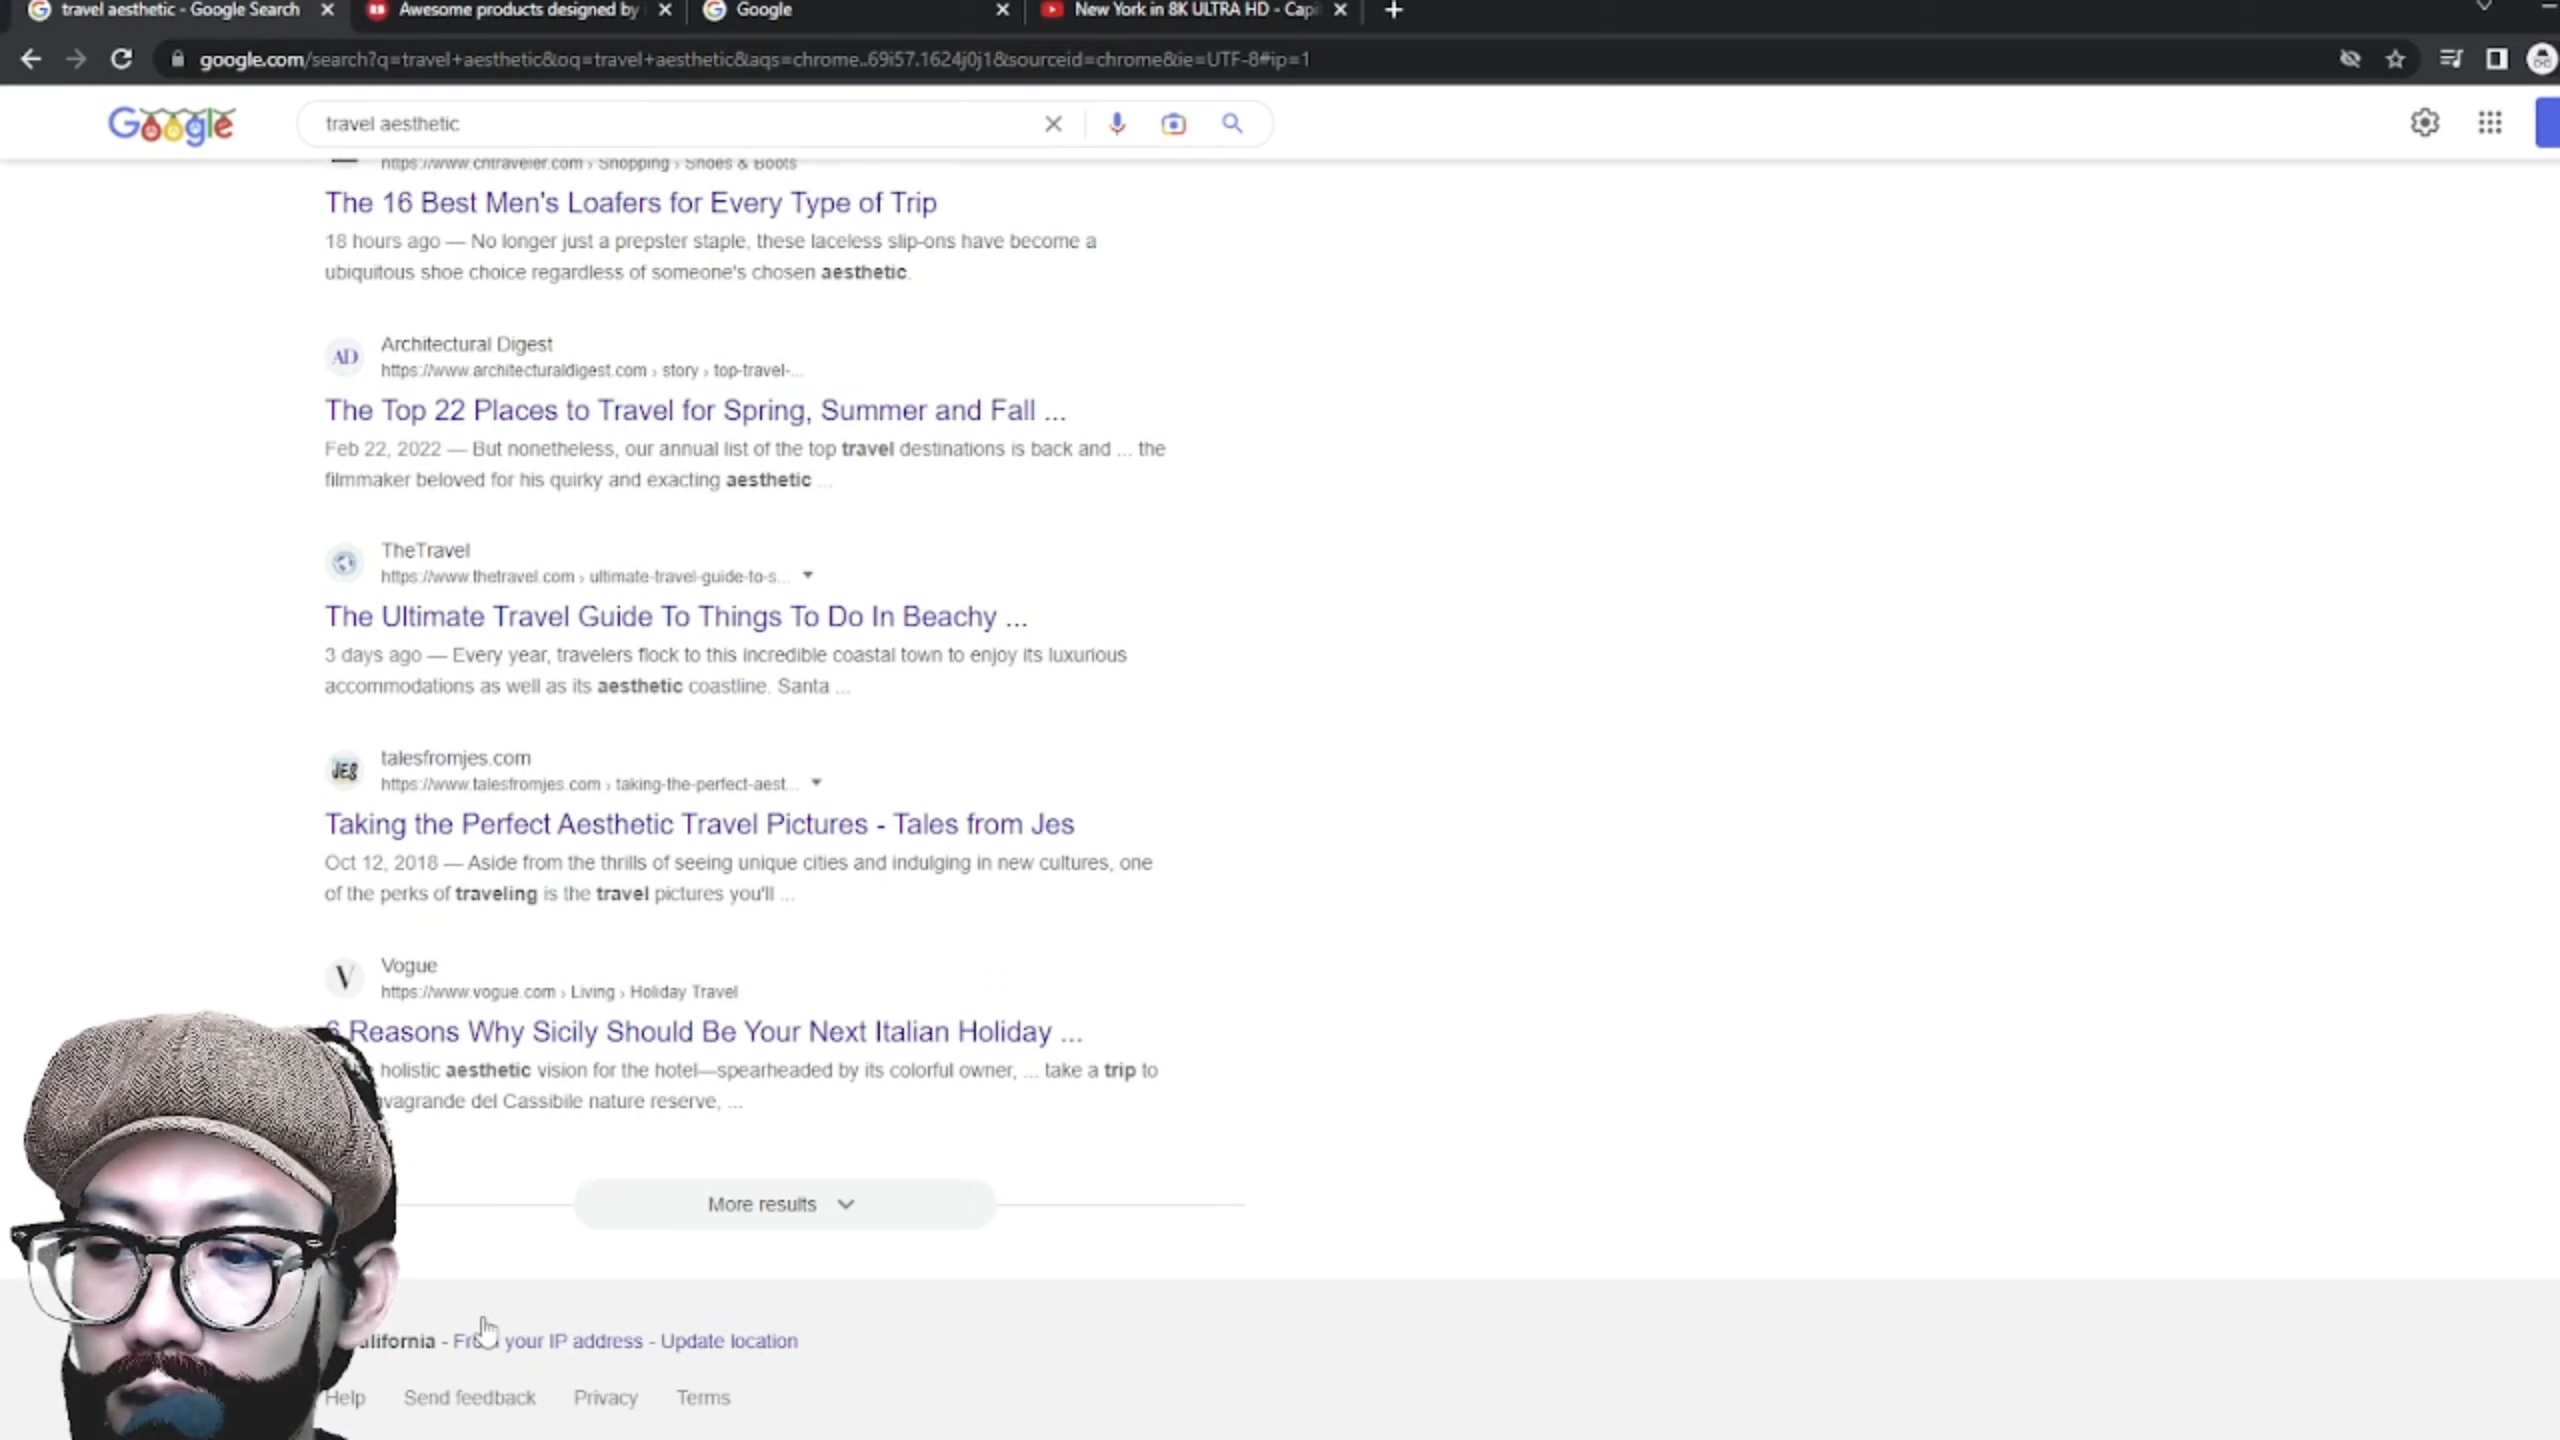 travel aesthetic - Google Search
Awesome products designed by
Google
New York in 8K ULTRA HD - Capi
google.com/search?q=travel+aesthetic&oq=travel+aesthetic&aqs=chrome..69i57.1624j0j1&sourceid=chrome&ie=UTF-8#ip=1
Google
travel aesthetic
https://www.cntraveler.com › Shopping › Shoes & Boots
The 16 Best Men's Loafers for Every Type of Trip
18 hours ago — No longer just a prepster staple, these laceless slip-ons have become a
ubiquitous shoe choice regardless of someone's chosen aesthetic.
AD
Architectural Digest
https://www.architecturaldigest.com › story › top-travel-...
The Top 22 Places to Travel for Spring, Summer and Fall ...
Feb 22, 2022 — But nonetheless, our annual list of the top travel destinations is back and ... the
filmmaker beloved for his quirky and exacting aesthetic ...
TheTravel
https://www.thetravel.com › ultimate-travel-guide-to-s...
The Ultimate Travel Guide To Things To Do In Beachy ...
3 days ago — Every year, travelers flock to this incredible coastal town to enjoy its luxurious
accommodations as well as its aesthetic coastline. Santa ...
JES
talesfromjes.com
https://www.talesfromjes.com › taking-the-perfect-aest...
Taking the Perfect Aesthetic Travel Pictures - Tales from Jes
Oct 12, 2018 — Aside from the thrills of seeing unique cities and indulging in new cultures, one
of the perks of traveling is the travel pictures you'll ...
V
Vogue
https://www.vogue.com › Living › Holiday Travel
6 Reasons Why Sicily Should Be Your Next Italian Holiday ...
holistic aesthetic vision for the hotel—spearheaded by its colorful owner, ... take a trip to
vagrande del Cassibile nature reserve, ...
More results
alifornia - From your IP address - Update location
Help Send feedback Privacy Terms